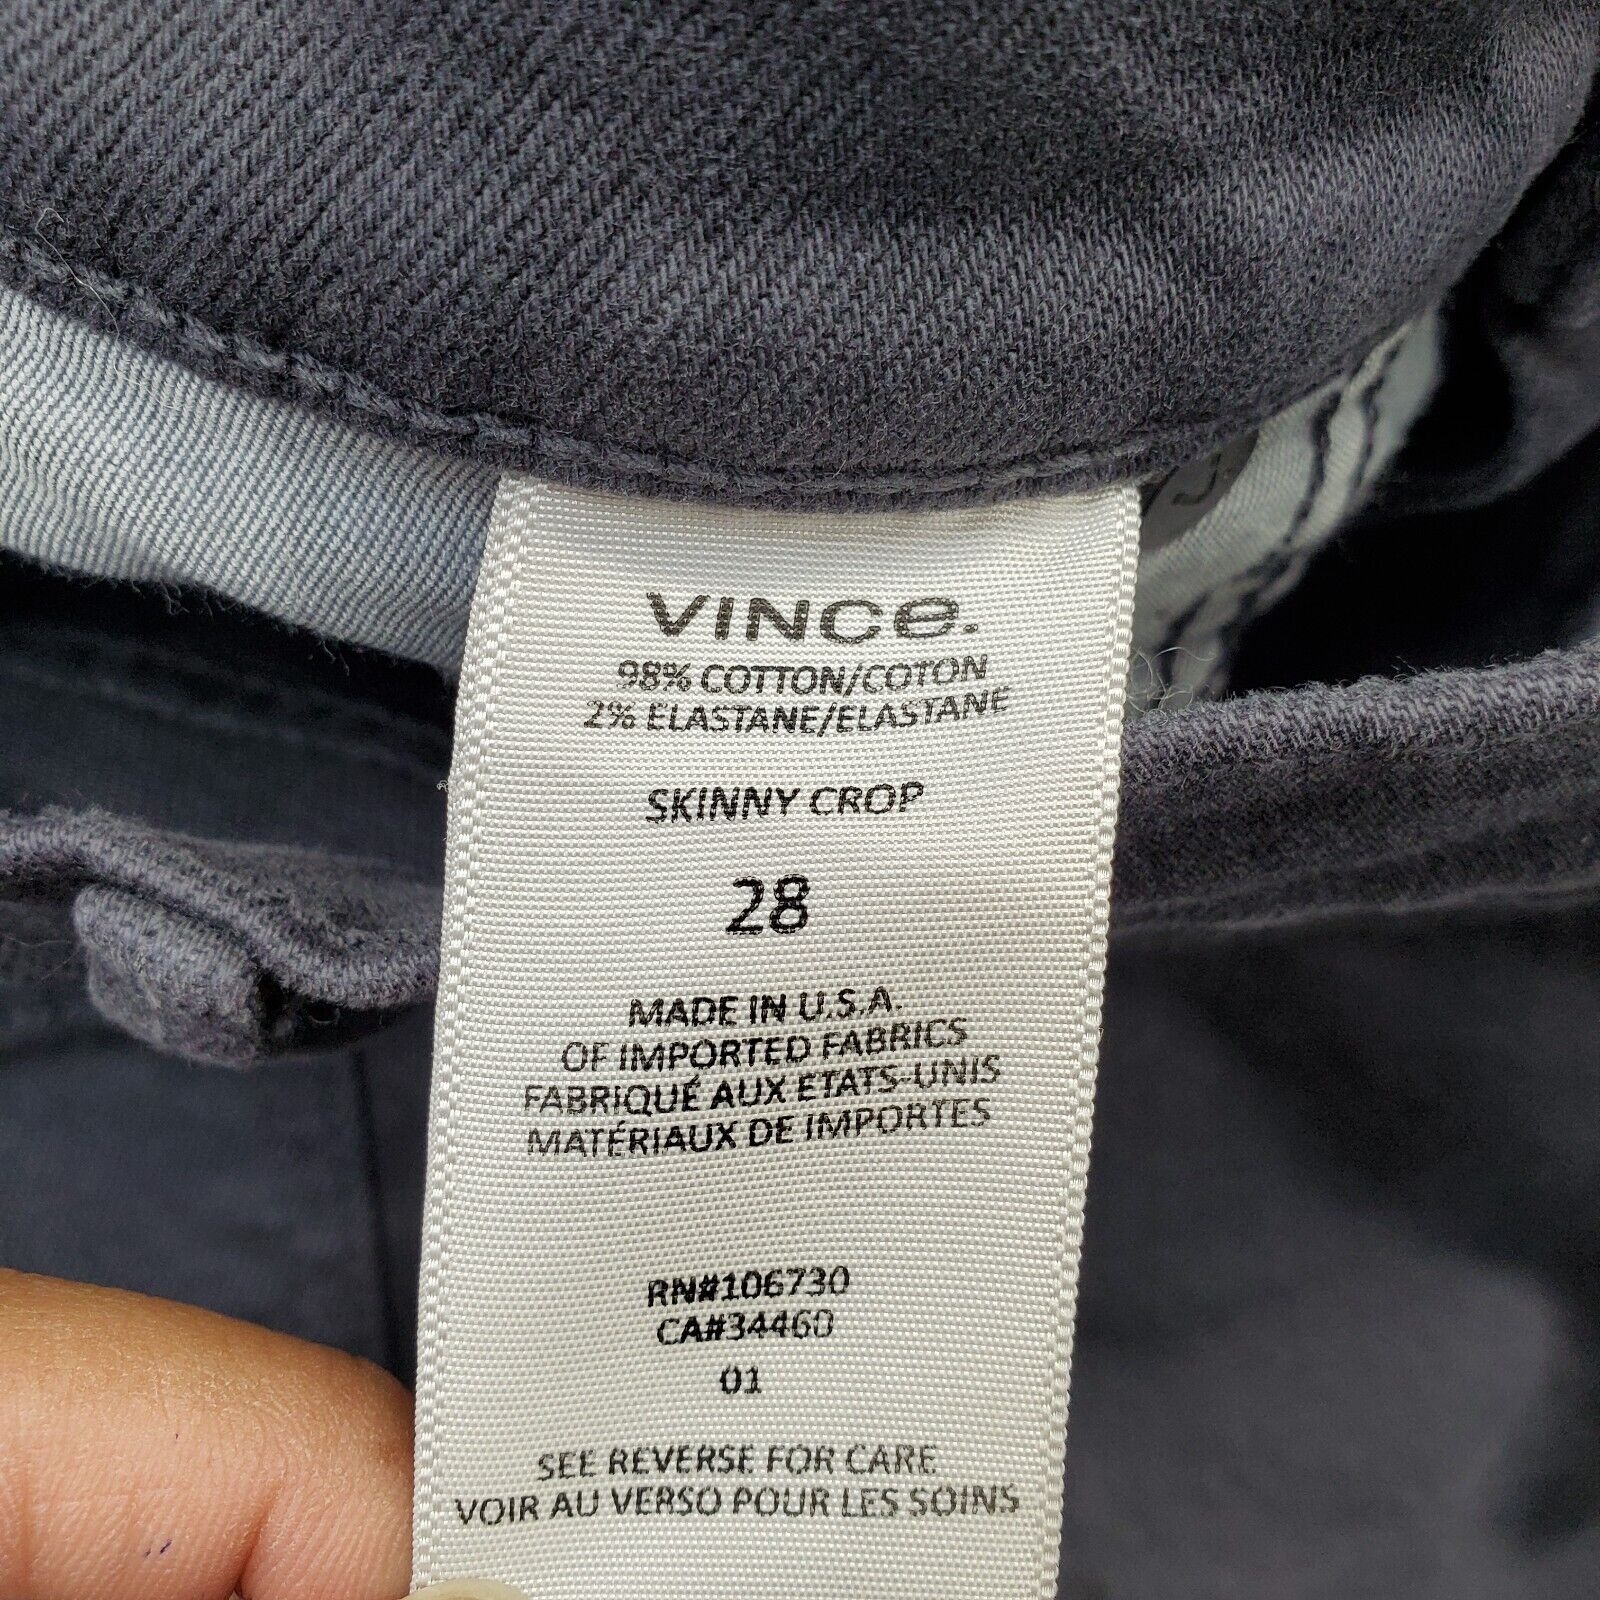 VINCe.
98% COTTON/COTON
2% ELASTANE/ELASTANE
SKINNY CROP
28
MADE IN U.S.A.
OF IMPORTED FABRICS
FABRIQUÉ AUX ETATS-UNIS
MATÉRIAUX DE IMPORTES
RN#106730
CA#34460
01
SEE REVERSE FOR CARE
VOIR AU VERSO POUR LES SOINS